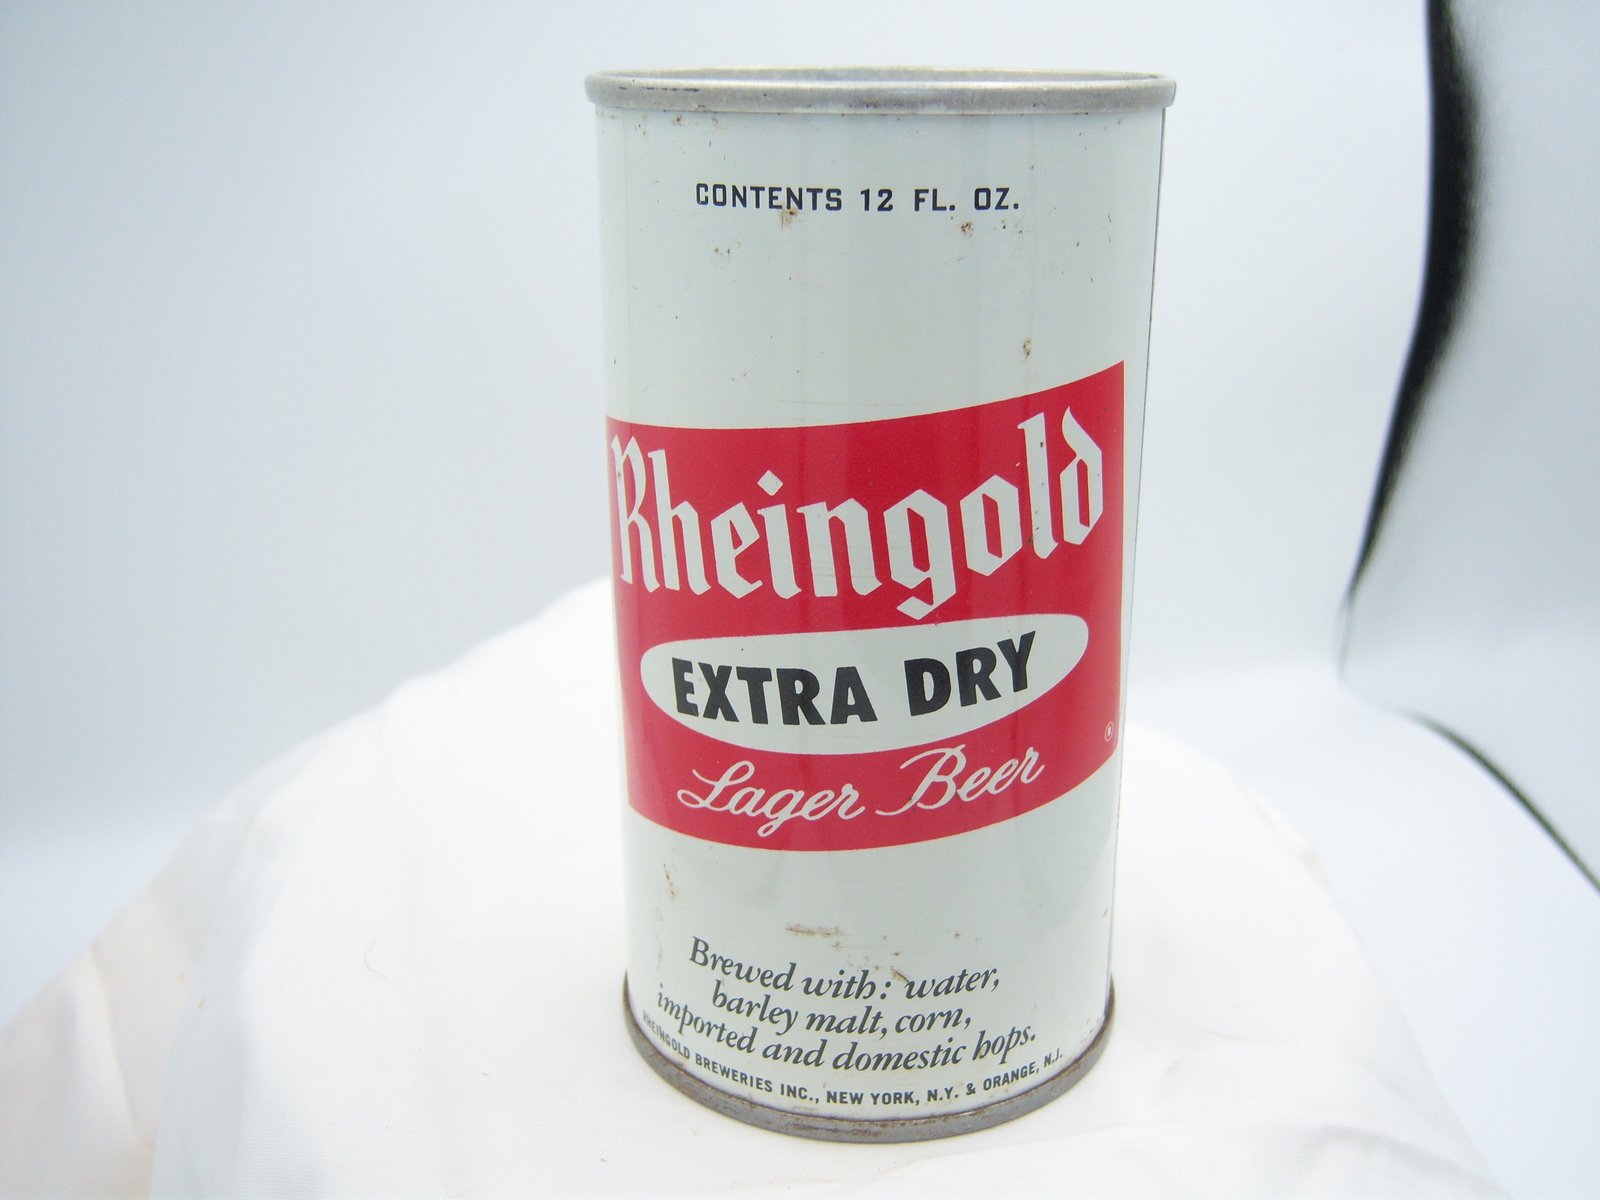 CONTENTS 12 FL. OZ.
Rheingold
EXTRA DRY
Lager Beer
®
Brewed with: water,
barley malt, corn,
imported and domestic hops.
RHEINGOLD BREWERIES INC., NEW YORK, N.Y. & ORANGE, N.J.